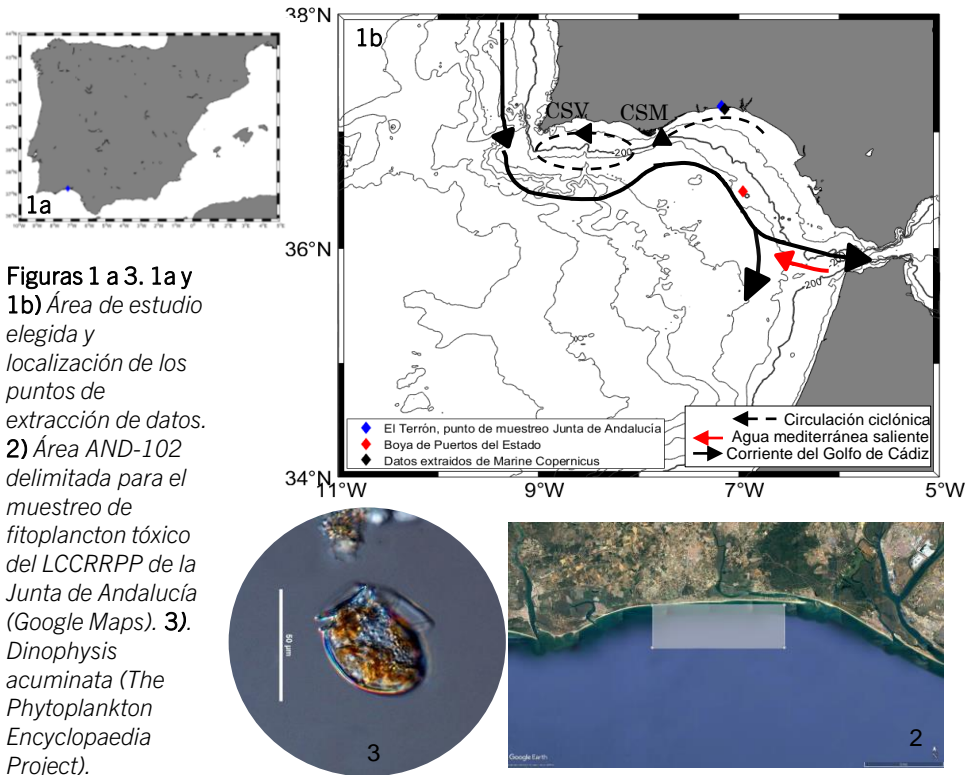 1a
38°N
36°N
34°N
11°W
9°W
7°W
5°W
1b
CSV
CSM
200
200
El Terrón, punto de muestreo Junta de Andalucía
Boya de Puertos del Estado
Datos extraidos de Marine Copernicus
Circulación ciclónica
Agua mediterránea saliente
Corriente del Golfo de Cádiz
Figuras 1 a 3. 1a y
1b) Área de estudio
elegida y
localización de los
puntos de
extracción de datos.
2) Área AND-102
delimitada para el
muestreo de
fitoplancton tóxico
del LCCRRPP de la
Junta de Andalucía
(Google Maps). 3).
Dinophysis
acuminata (The
Phytoplankton
Encyclopaedia
Project).
50 µm
3
Google Earth
2